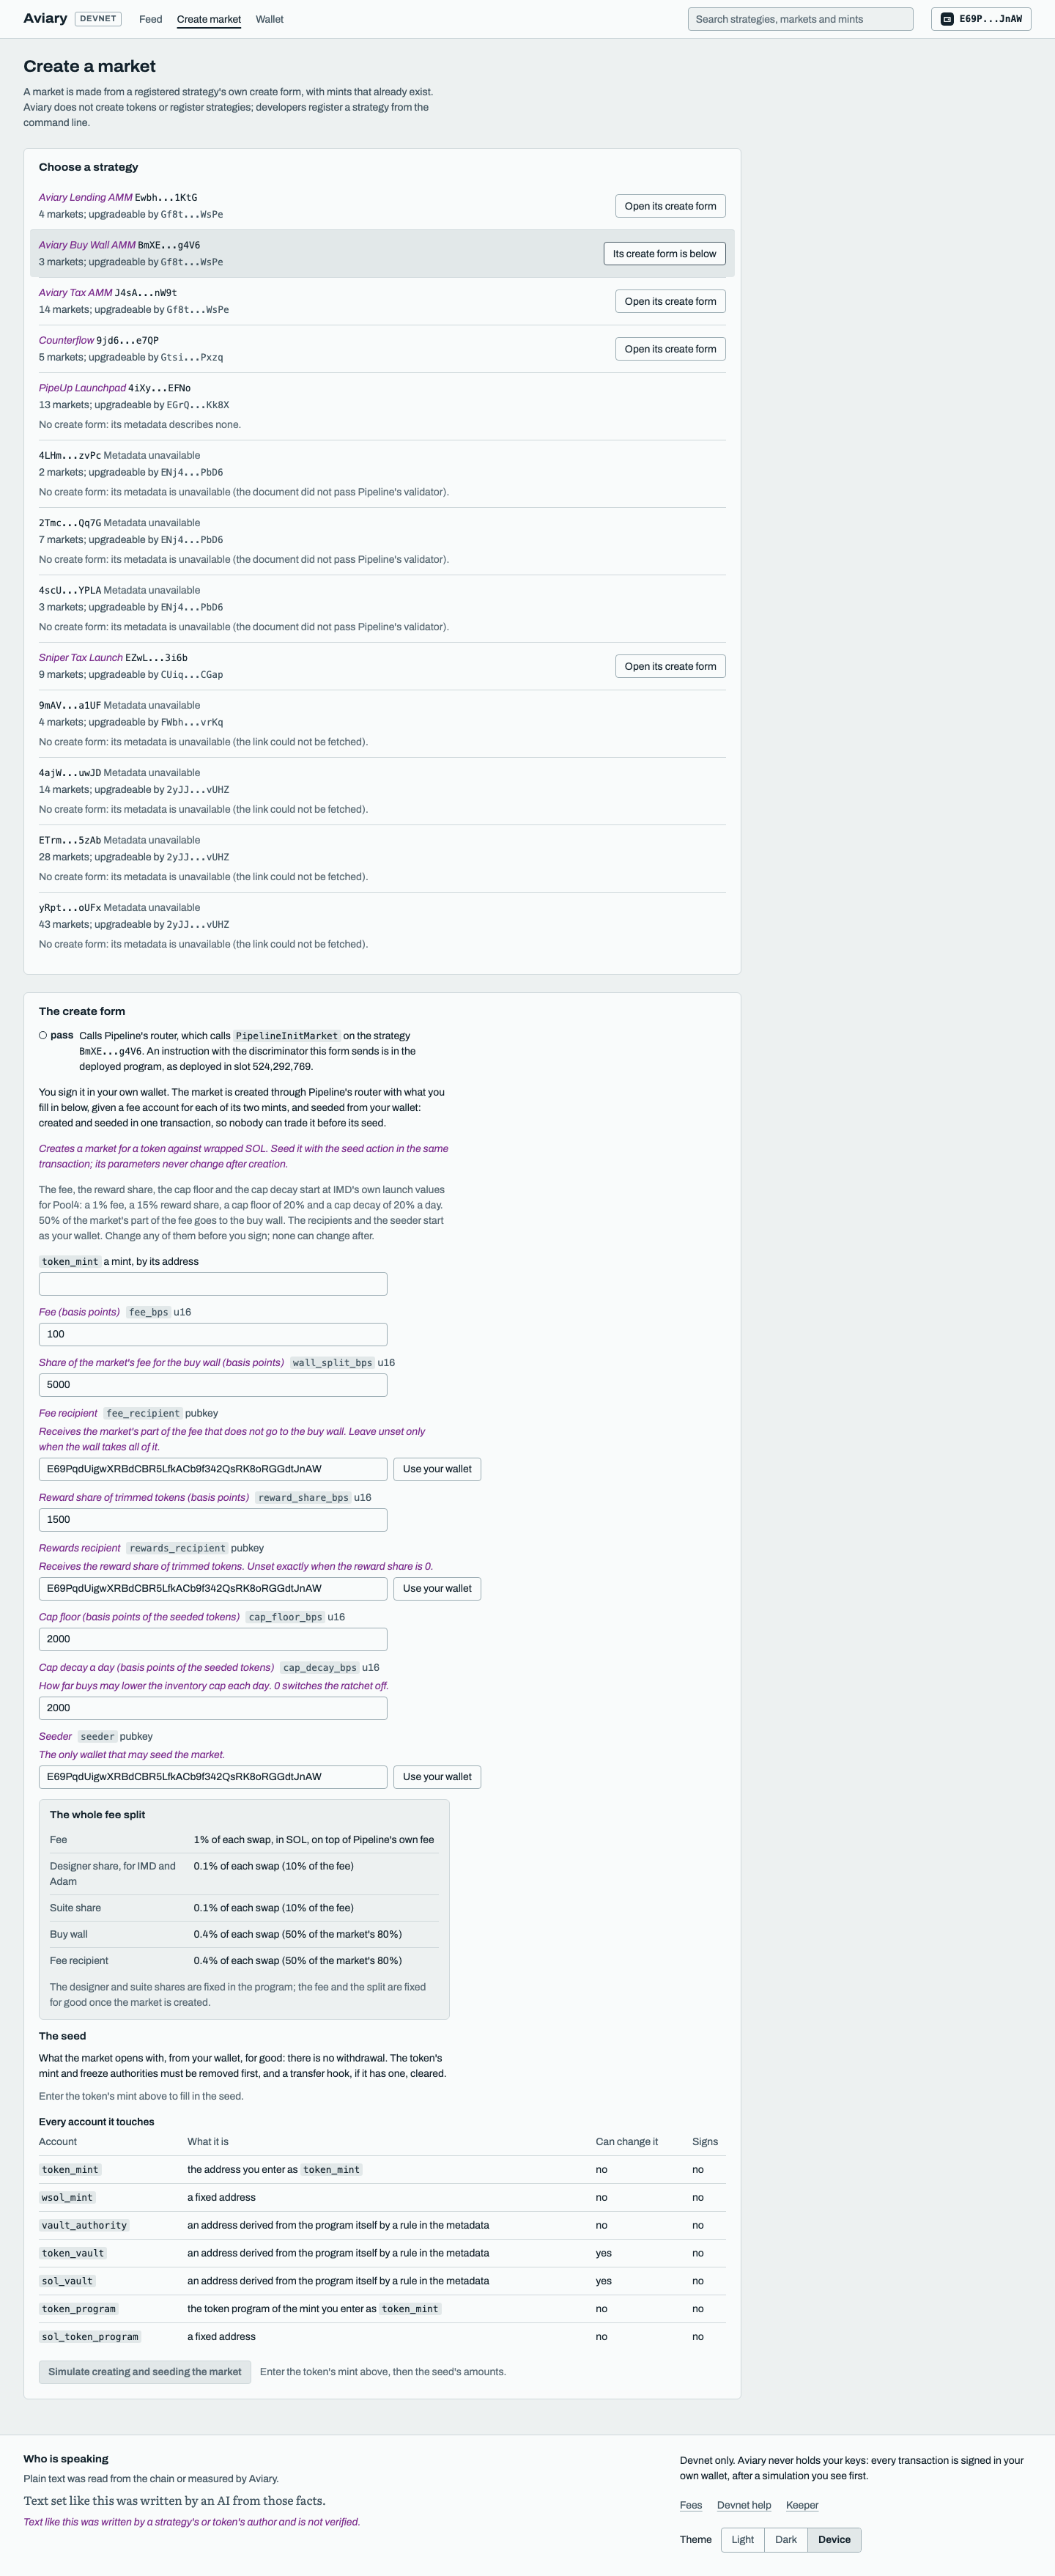 Aviary DEVNET Feed Create market Wallet Search strategies, markets and mints E69P...JnAW
Create a market
A market is made from a registered strategy's own create form, with mints that already exist.
Aviary does not create tokens or register strategies; developers register a strategy from the
command line.
Choose a strategy
Aviary Lending AMM Ewbh...1KtG
4 markets; upgradeable by Gf8t...WsPe
Open its create form
Aviary Buy Wall AMM BmXE...g4V6
3 markets; upgradeable by Gf8t...WsPe
Its create form is below
Aviary Tax AMM J4sA...nW9t
14 markets; upgradeable by Gf8t...WsPe
Open its create form
Counterflow 9jd6...e7QP
5 markets; upgradeable by Gtsi...Pxzq
Open its create form
PipeUp Launchpad 4iXy...EFNo
13 markets; upgradeable by EGrQ...Kk8X
No create form: its metadata describes none.
4LHm...zvPc Metadata unavailable
2 markets; upgradeable by ENj4...PbD6
No create form: its metadata is unavailable (the document did not pass Pipeline's validator).
2Tmc...Qq7G Metadata unavailable
7 markets; upgradeable by ENj4...PbD6
No create form: its metadata is unavailable (the document did not pass Pipeline's validator).
4scU...YPLA Metadata unavailable
3 markets; upgradeable by ENj4...PbD6
No create form: its metadata is unavailable (the document did not pass Pipeline's validator).
Sniper Tax Launch EZwL...3i6b
9 markets; upgradeable by CUiq...CGap
Open its create form
9mAV...a1UF Metadata unavailable
4 markets; upgradeable by FWbh...vrKq
No create form: its metadata is unavailable (the link could not be fetched).
4ajW...uwJD Metadata unavailable
14 markets; upgradeable by 2yJJ...vUHZ
No create form: its metadata is unavailable (the link could not be fetched).
ETrm...5zAb Metadata unavailable
28 markets; upgradeable by 2yJJ...vUHZ
No create form: its metadata is unavailable (the link could not be fetched).
yRpt...oUFx Metadata unavailable
43 markets; upgradeable by 2yJJ...vUHZ
No create form: its metadata is unavailable (the link could not be fetched).
The create form
pass Calls Pipeline's router, which calls PipelineInitMarket on the strategy
BmXE...g4V6. An instruction with the discriminator this form sends is in the
deployed program, as deployed in slot 524,292,769.
You sign it in your own wallet. The market is created through Pipeline's router with what you
fill in below, given a fee account for each of its two mints, and seeded from your wallet:
created and seeded in one transaction, so nobody can trade it before its seed.
Creates a market for a token against wrapped SOL. Seed it with the seed action in the same
transaction; its parameters never change after creation.
The fee, the reward share, the cap floor and the cap decay start at IMD's own launch values
for Pool4: a 1% fee, a 15% reward share, a cap floor of 20% and a cap decay of 20% a day.
50% of the market's part of the fee goes to the buy wall. The recipients and the seeder start
as your wallet. Change any of them before you sign; none can change after.
token_mint a mint, by its address
Fee (basis points) fee_bps u16
100
Share of the market's fee for the buy wall (basis points) wall_split_bps u16
5000
Fee recipient fee_recipient pubkey
Receives the market's part of the fee that does not go to the buy wall. Leave unset only
when the wall takes all of it.
E69PqdUigwXRBdCBR5LfkACb9f342QsRK8oRGGdtJnAW Use your wallet
Reward share of trimmed tokens (basis points) reward_share_bps u16
1500
Rewards recipient rewards_recipient pubkey
Receives the reward share of trimmed tokens. Unset exactly when the reward share is 0.
E69PqdUigwXRBdCBR5LfkACb9f342QsRK8oRGGdtJnAW Use your wallet
Cap floor (basis points of the seeded tokens) cap_floor_bps u16
2000
Cap decay a day (basis points of the seeded tokens) cap_decay_bps u16
How far buys may lower the inventory cap each day. 0 switches the ratchet off.
2000
Seeder seeder pubkey
The only wallet that may seed the market.
E69PqdUigwXRBdCBR5LfkACb9f342QsRK8oRGGdtJnAW Use your wallet
The whole fee split
Fee 1% of each swap, in SOL, on top of Pipeline's own fee
Designer share, for IMD and 0.1% of each swap (10% of the fee)
Adam
Suite share 0.1% of each swap (10% of the fee)
Buy wall 0.4% of each swap (50% of the market's 80%)
Fee recipient 0.4% of each swap (50% of the market's 80%)
The designer and suite shares are fixed in the program; the fee and the split are fixed
for good once the market is created.
The seed
What the market opens with, from your wallet, for good: there is no withdrawal. The token's
mint and freeze authorities must be removed first, and a transfer hook, if it has one, cleared.
Enter the token's mint above to fill in the seed.
Every account it touches
Account What it is Can change it Signs
token_mint the address you enter as token_mint no no
wsol_mint a fixed address no no
vault_authority an address derived from the program itself by a rule in the metadata no no
token_vault an address derived from the program itself by a rule in the metadata yes no
sol_vault an address derived from the program itself by a rule in the metadata yes no
token_program the token program of the mint you enter as token_mint no no
sol_token_program a fixed address no no
Simulate creating and seeding the market Enter the token's mint above, then the seed's amounts.
Who is speaking
Plain text was read from the chain or measured by Aviary.
Text set like this was written by an AI from those facts.
Text like this was written by a strategy's or token's author and is not verified.
Devnet only. Aviary never holds your keys: every transaction is signed in your
own wallet, after a simulation you see first.
Fees Devnet help Keeper
Theme Light Dark Device